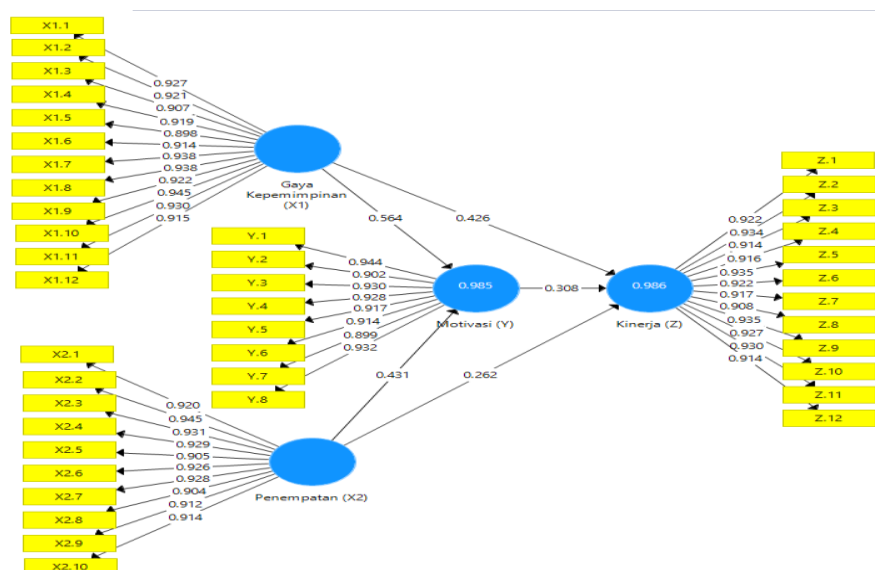 X1.1
X1.2
X1.3
X1.4
X1.5
X1.6
X1.7
X1.8
X1.9
X1.10
X1.11
X1.12
0.927
0.921
0.907
0.919
0.898
0.914
0.938
0.938
0.922
0.945
0.930
0.915
Gaya
Kepemimpinan
(X1)
0.564
0.426
Y.1
Y.2
Y.3
Y.4
Y.5
Y.6
Y.7
Y.8
0.944
0.902
0.930
0.928
0.917
0.914
0.899
0.932
0.985
Motivasi (Y)
0.308
0.986
Kinerja (Z)
0.922
0.934
0.914
0.916
0.935
0.922
0.917
0.908
0.935
0.927
0.930
0.914
Z.1
Z.2
Z.3
Z.4
Z.5
Z.6
Z.7
Z.8
Z.9
Z.10
Z.11
Z.12
0.431
0.262
X2.1
X2.2
X2.3
X2.4
X2.5
X2.6
X2.7
X2.8
X2.9
X2.10
0.920
0.945
0.931
0.929
0.905
0.926
0.928
0.904
0.912
0.914
Penempatan (X2)